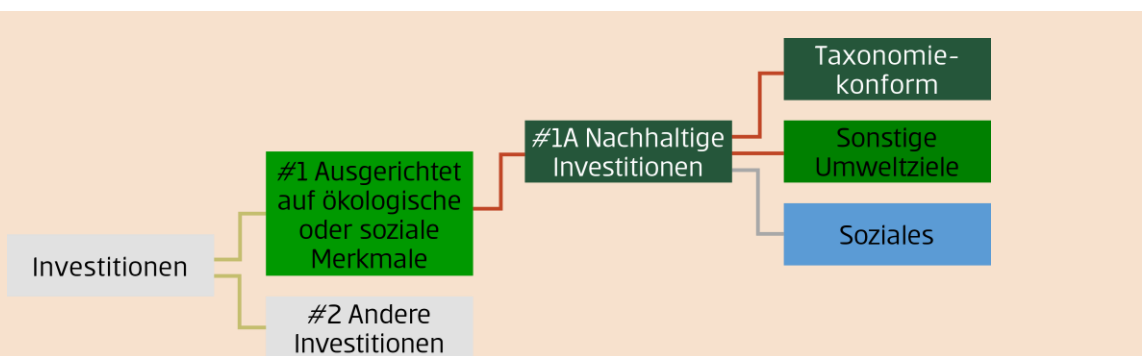 Investitionen
#1 Ausgerichtet
auf ökologische
oder soziale
Merkmale
#2 Andere
Investitionen
#1A Nachhaltige
Investitionen
Taxonomie-
konform
Sonstige
Umweltziele
Soziales